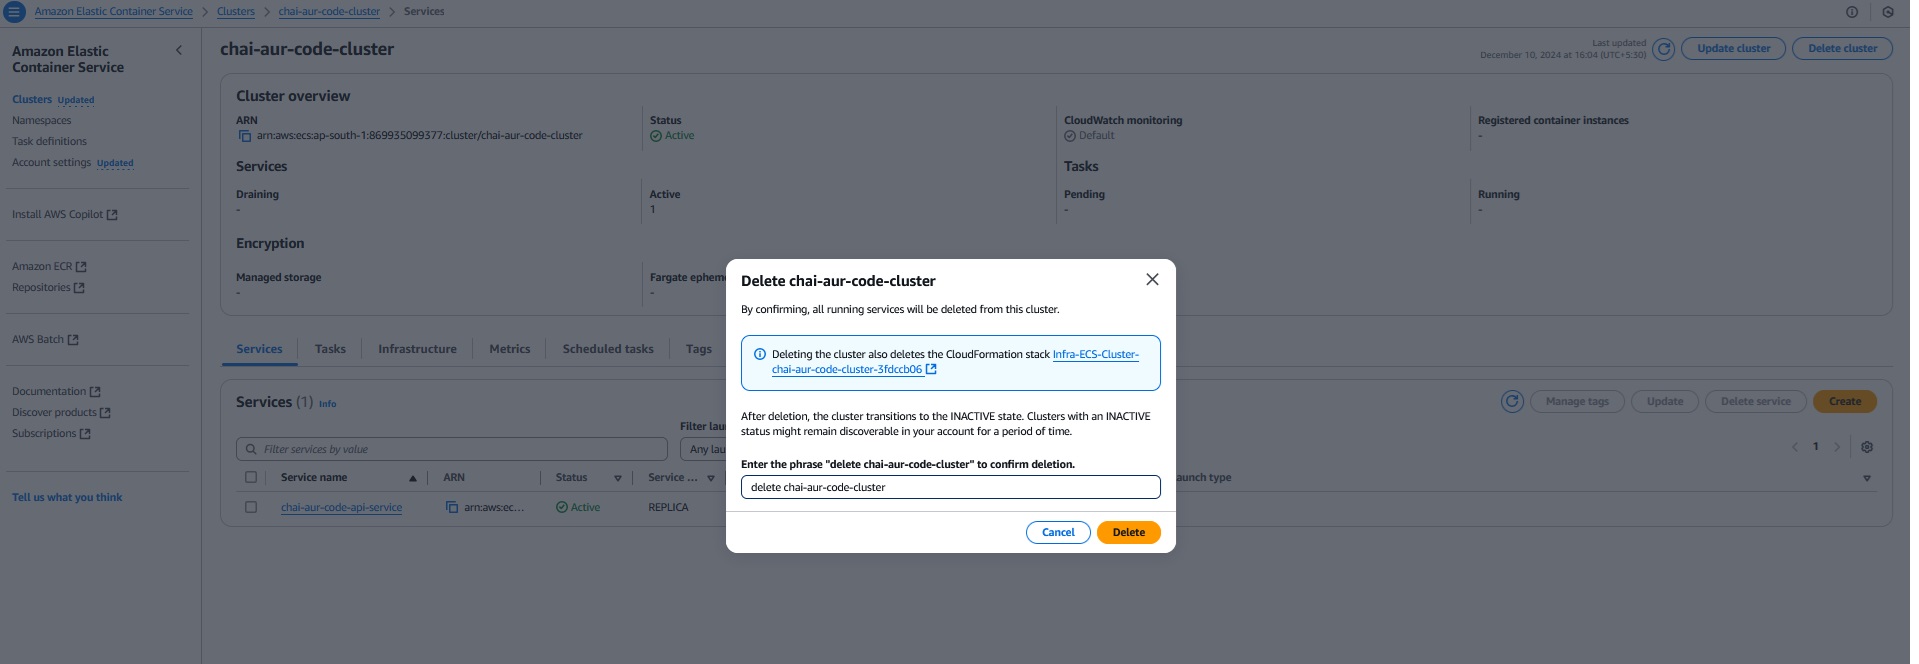 Amazon Elastic Container Service > Clusters > chai-aur-code-cluster > Services
Amazon Elastic
Container Service
Clusters Updated
Namespaces
Task definitions
Account settings Updated
Install AWS Copilot
Amazon ECR
Repositories
AWS Batch
Documentation
Discover products
Subscriptions
Tell us what you think
chai-aur-code-cluster
Last updated
December 10, 2024 at 16:04 (UTC+5:30)
Update cluster
Delete cluster
Cluster overview
ARN
arn:aws:ecs:ap-south-1:869935099377:cluster/chai-aur-code-cluster
Status
Active
CloudWatch monitoring
Default
Registered container instances
-
Services
Tasks
Draining
-
Active
1
Pending
-
Running
-
Encryption
Managed storage
-
Fargate ephem
-
Services Tasks Infrastructure Metrics Scheduled tasks Tags
Services (1) Info
Manage tags
Update
Delete service
Create
Filter lau
Filter services by value
Any lau
1
Service name ARN Status Service ... aunch type
chai-aur-code-api-service arn:aws:ec... Active REPLICA
Delete chai-aur-code-cluster
By confirming, all running services will be deleted from this cluster.
Deleting the cluster also deletes the CloudFormation stack Infra-ECS-Cluster-
chai-aur-code-cluster-3fdccb06
After deletion, the cluster transitions to the INACTIVE state. Clusters with an INACTIVE
status might remain discoverable in your account for a period of time.
Enter the phrase "delete chai-aur-code-cluster" to confirm deletion.
delete chai-aur-code-cluster
Cancel
Delete